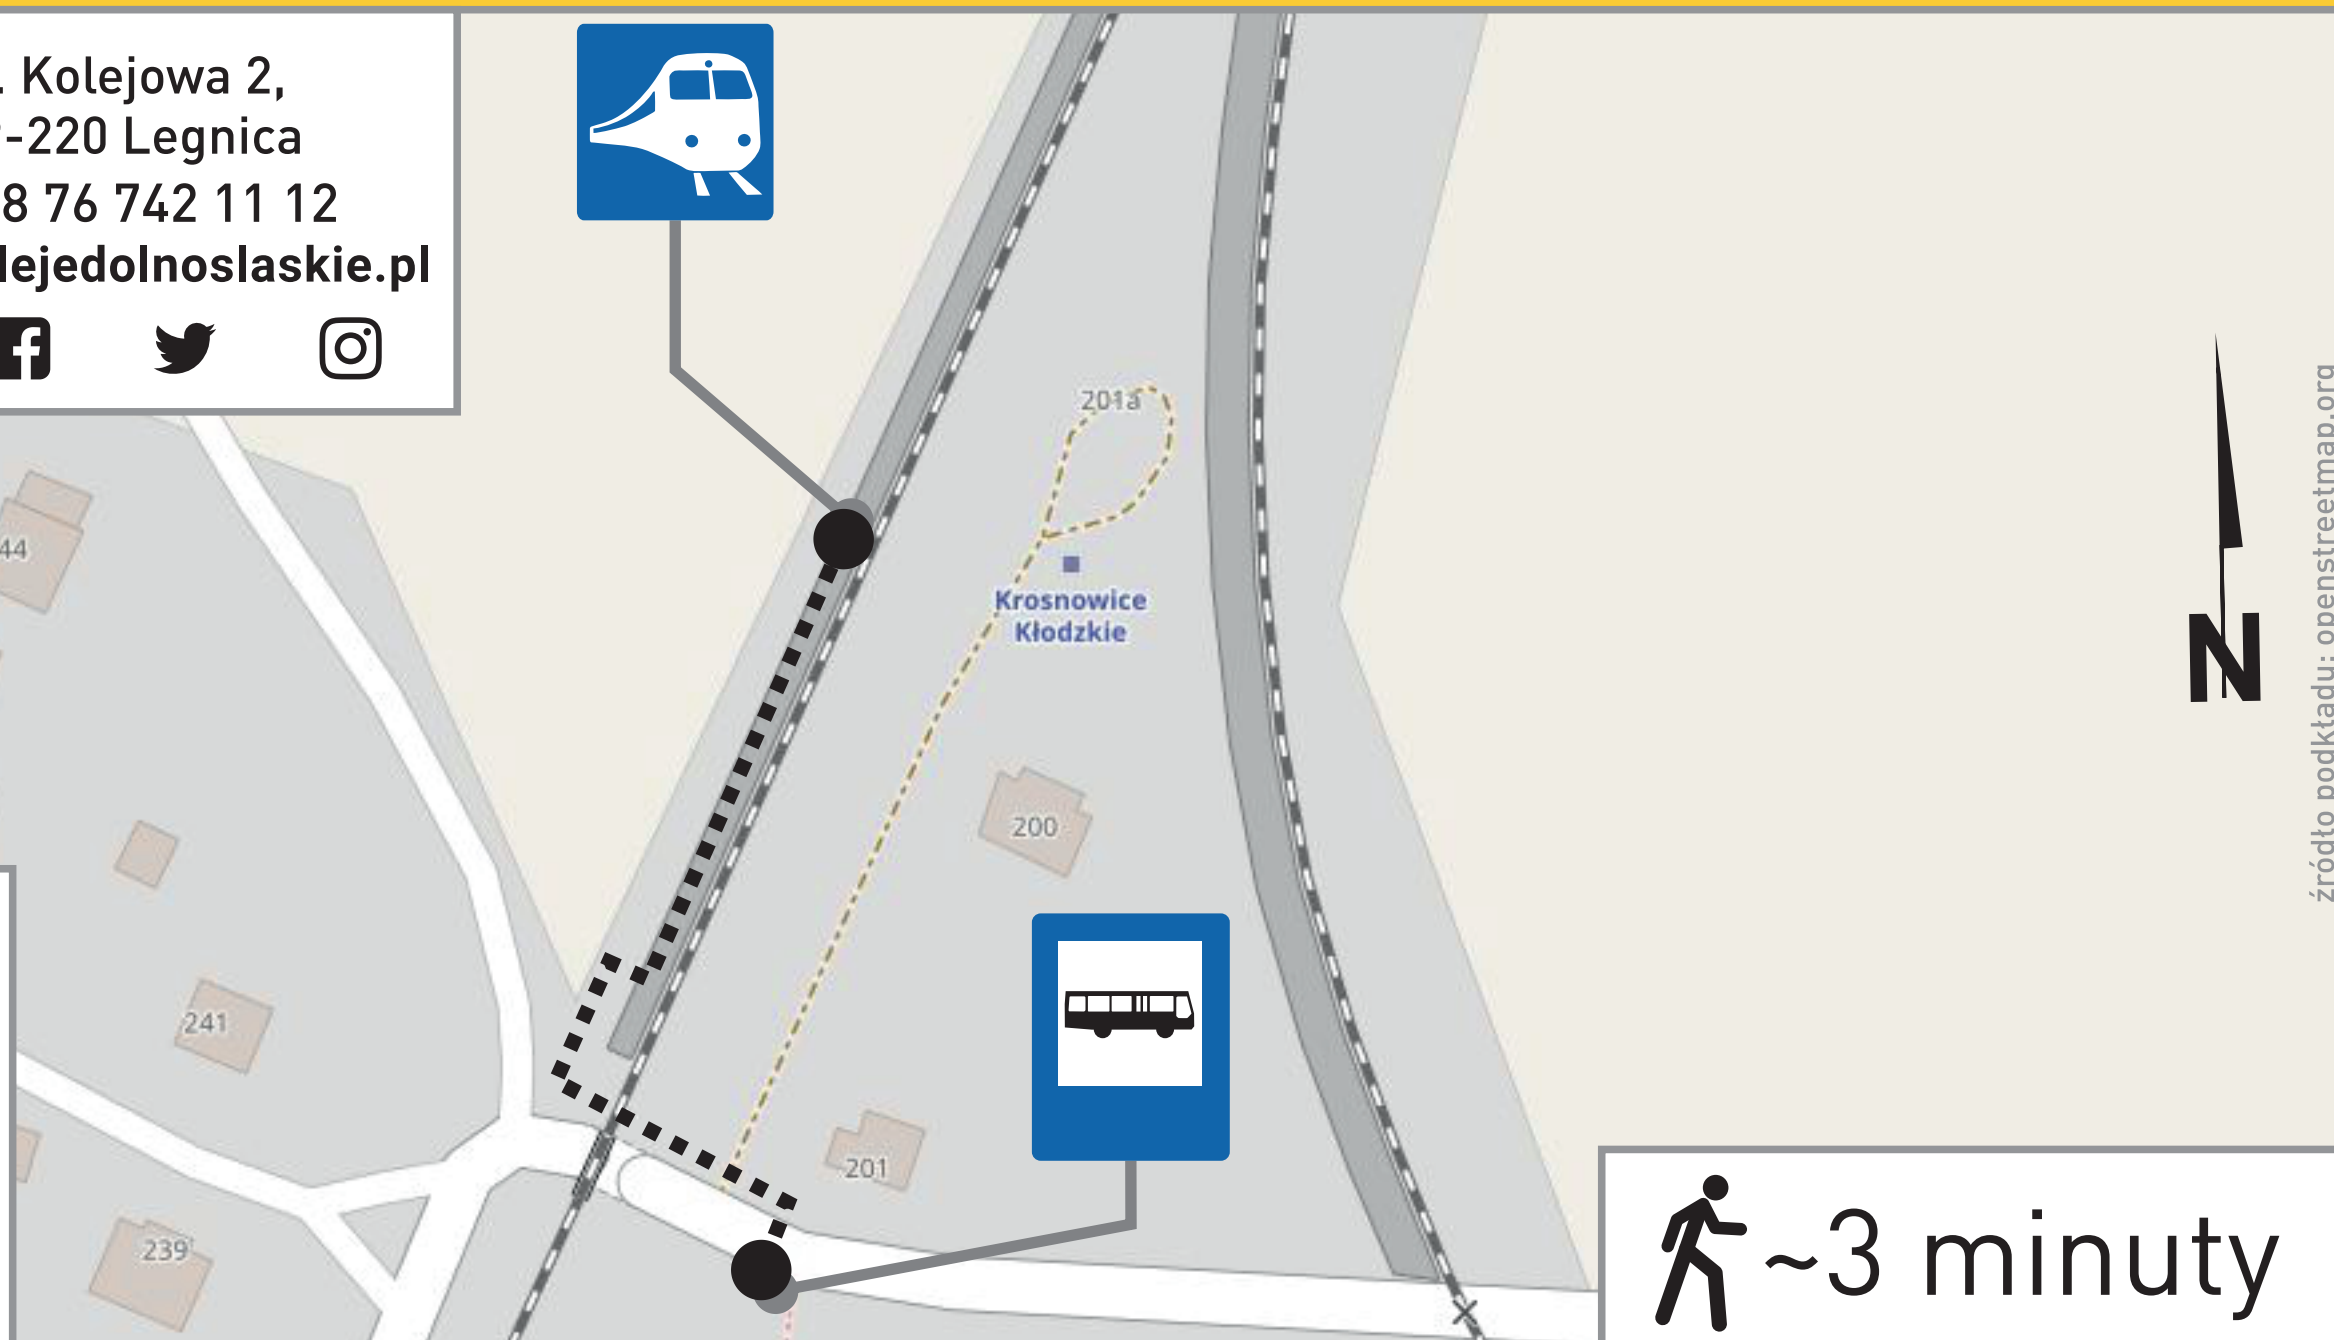 . Kolejowa 2,
-220 Legnica
8 76 742 11 12
lejedolnoslaskie.pl
201a
44
Krosnowice
Kłodzkie
N
źródło podkładu: openstreetmap.org
200
241
201
239
~3 minuty